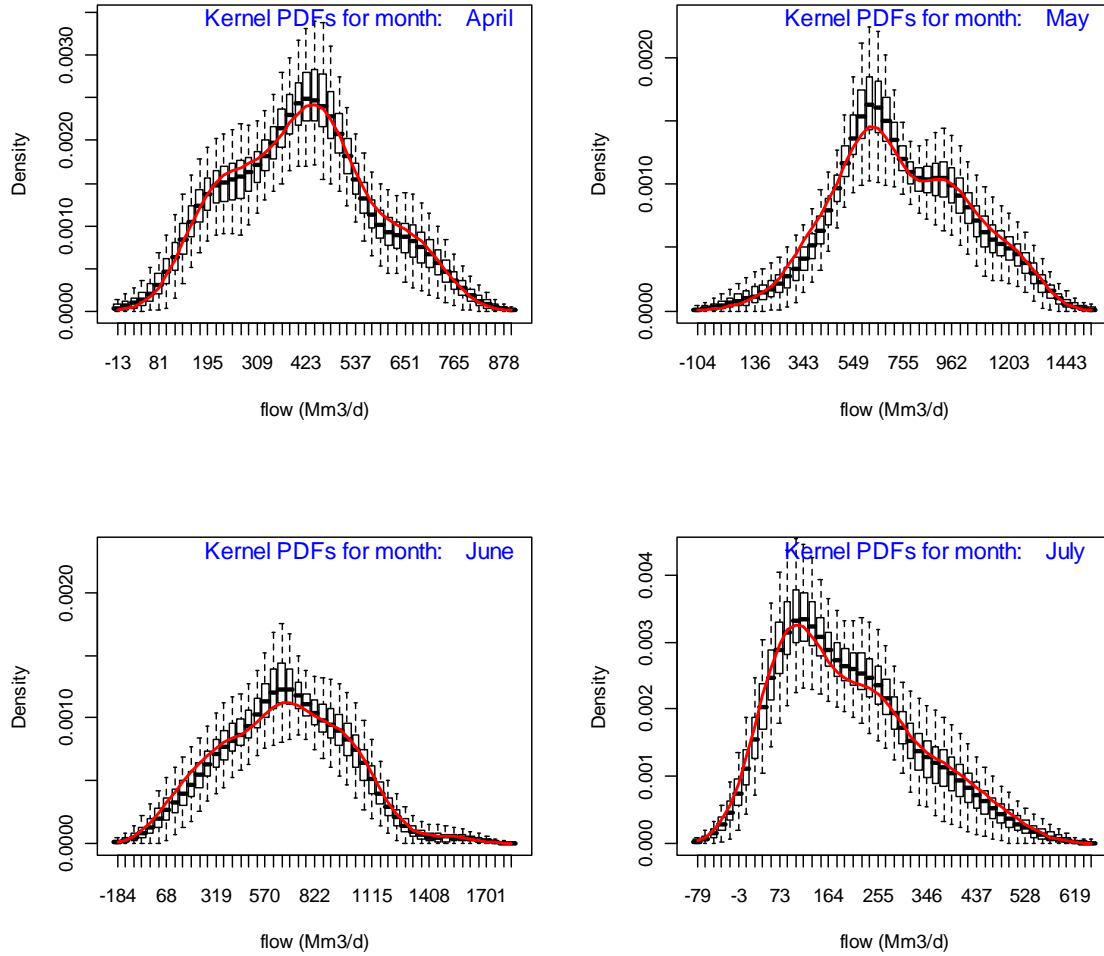 Kernel PDFs for month: April
Density
0.0000 0.0010 0.0020 0.0030
-13 81 195 309 423 537 651 765 878
flow (Mm3/d)
Kernel PDFs for month: May
Density
0.0000 0.0010 0.0020
-104 136 343 549 755 962 1203 1443
flow (Mm3/d)
Kernel PDFs for month: June
Density
0.0000 0.0010 0.0020
-184 68 319 570 822 1115 1408 1701
flow (Mm3/d)
Kernel PDFs for month: July
Density
0.000 0.001 0.002 0.003 0.004
-79 -3 73 164 255 346 437 528 619
flow (Mm3/d)